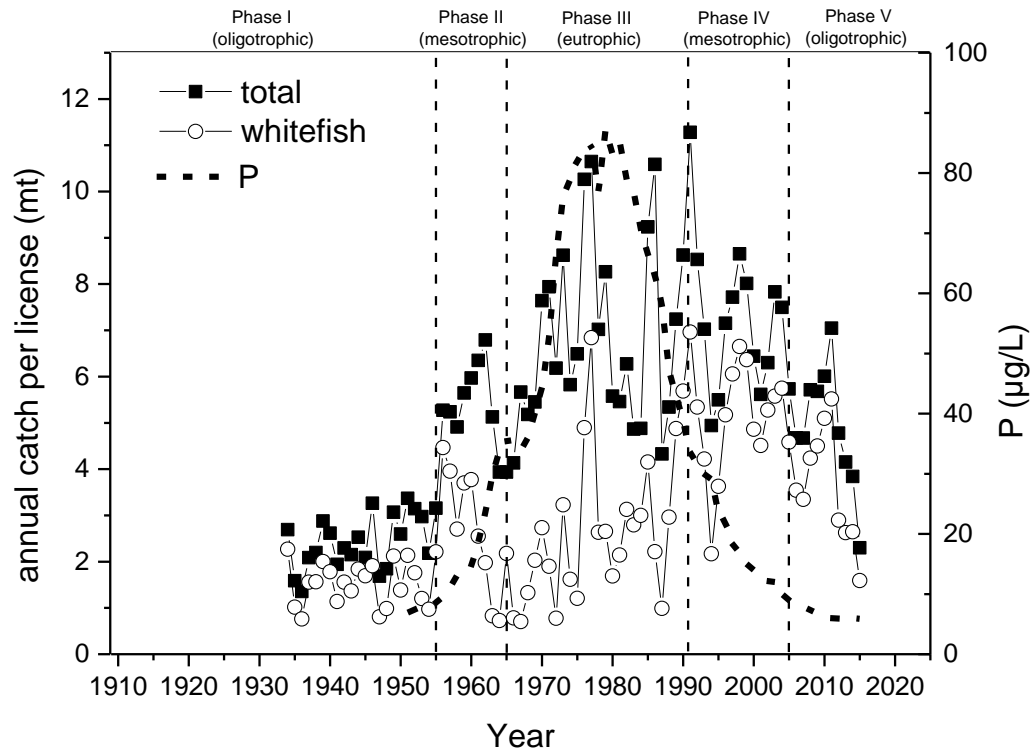 Phase I Phase II Phase III Phase IV Phase V
(oligotrophic) (mesotrophic) (eutrophic) (mesotrophic) (oligotrophic)
total
whitefish
P
annual catch per license (mt)
12
10
8
6
4
2
0
100
80
60
40
20
0
P (µg/L)
1910 1920 1930 1940 1950 1960 1970 1980 1990 2000 2010 2020
Year